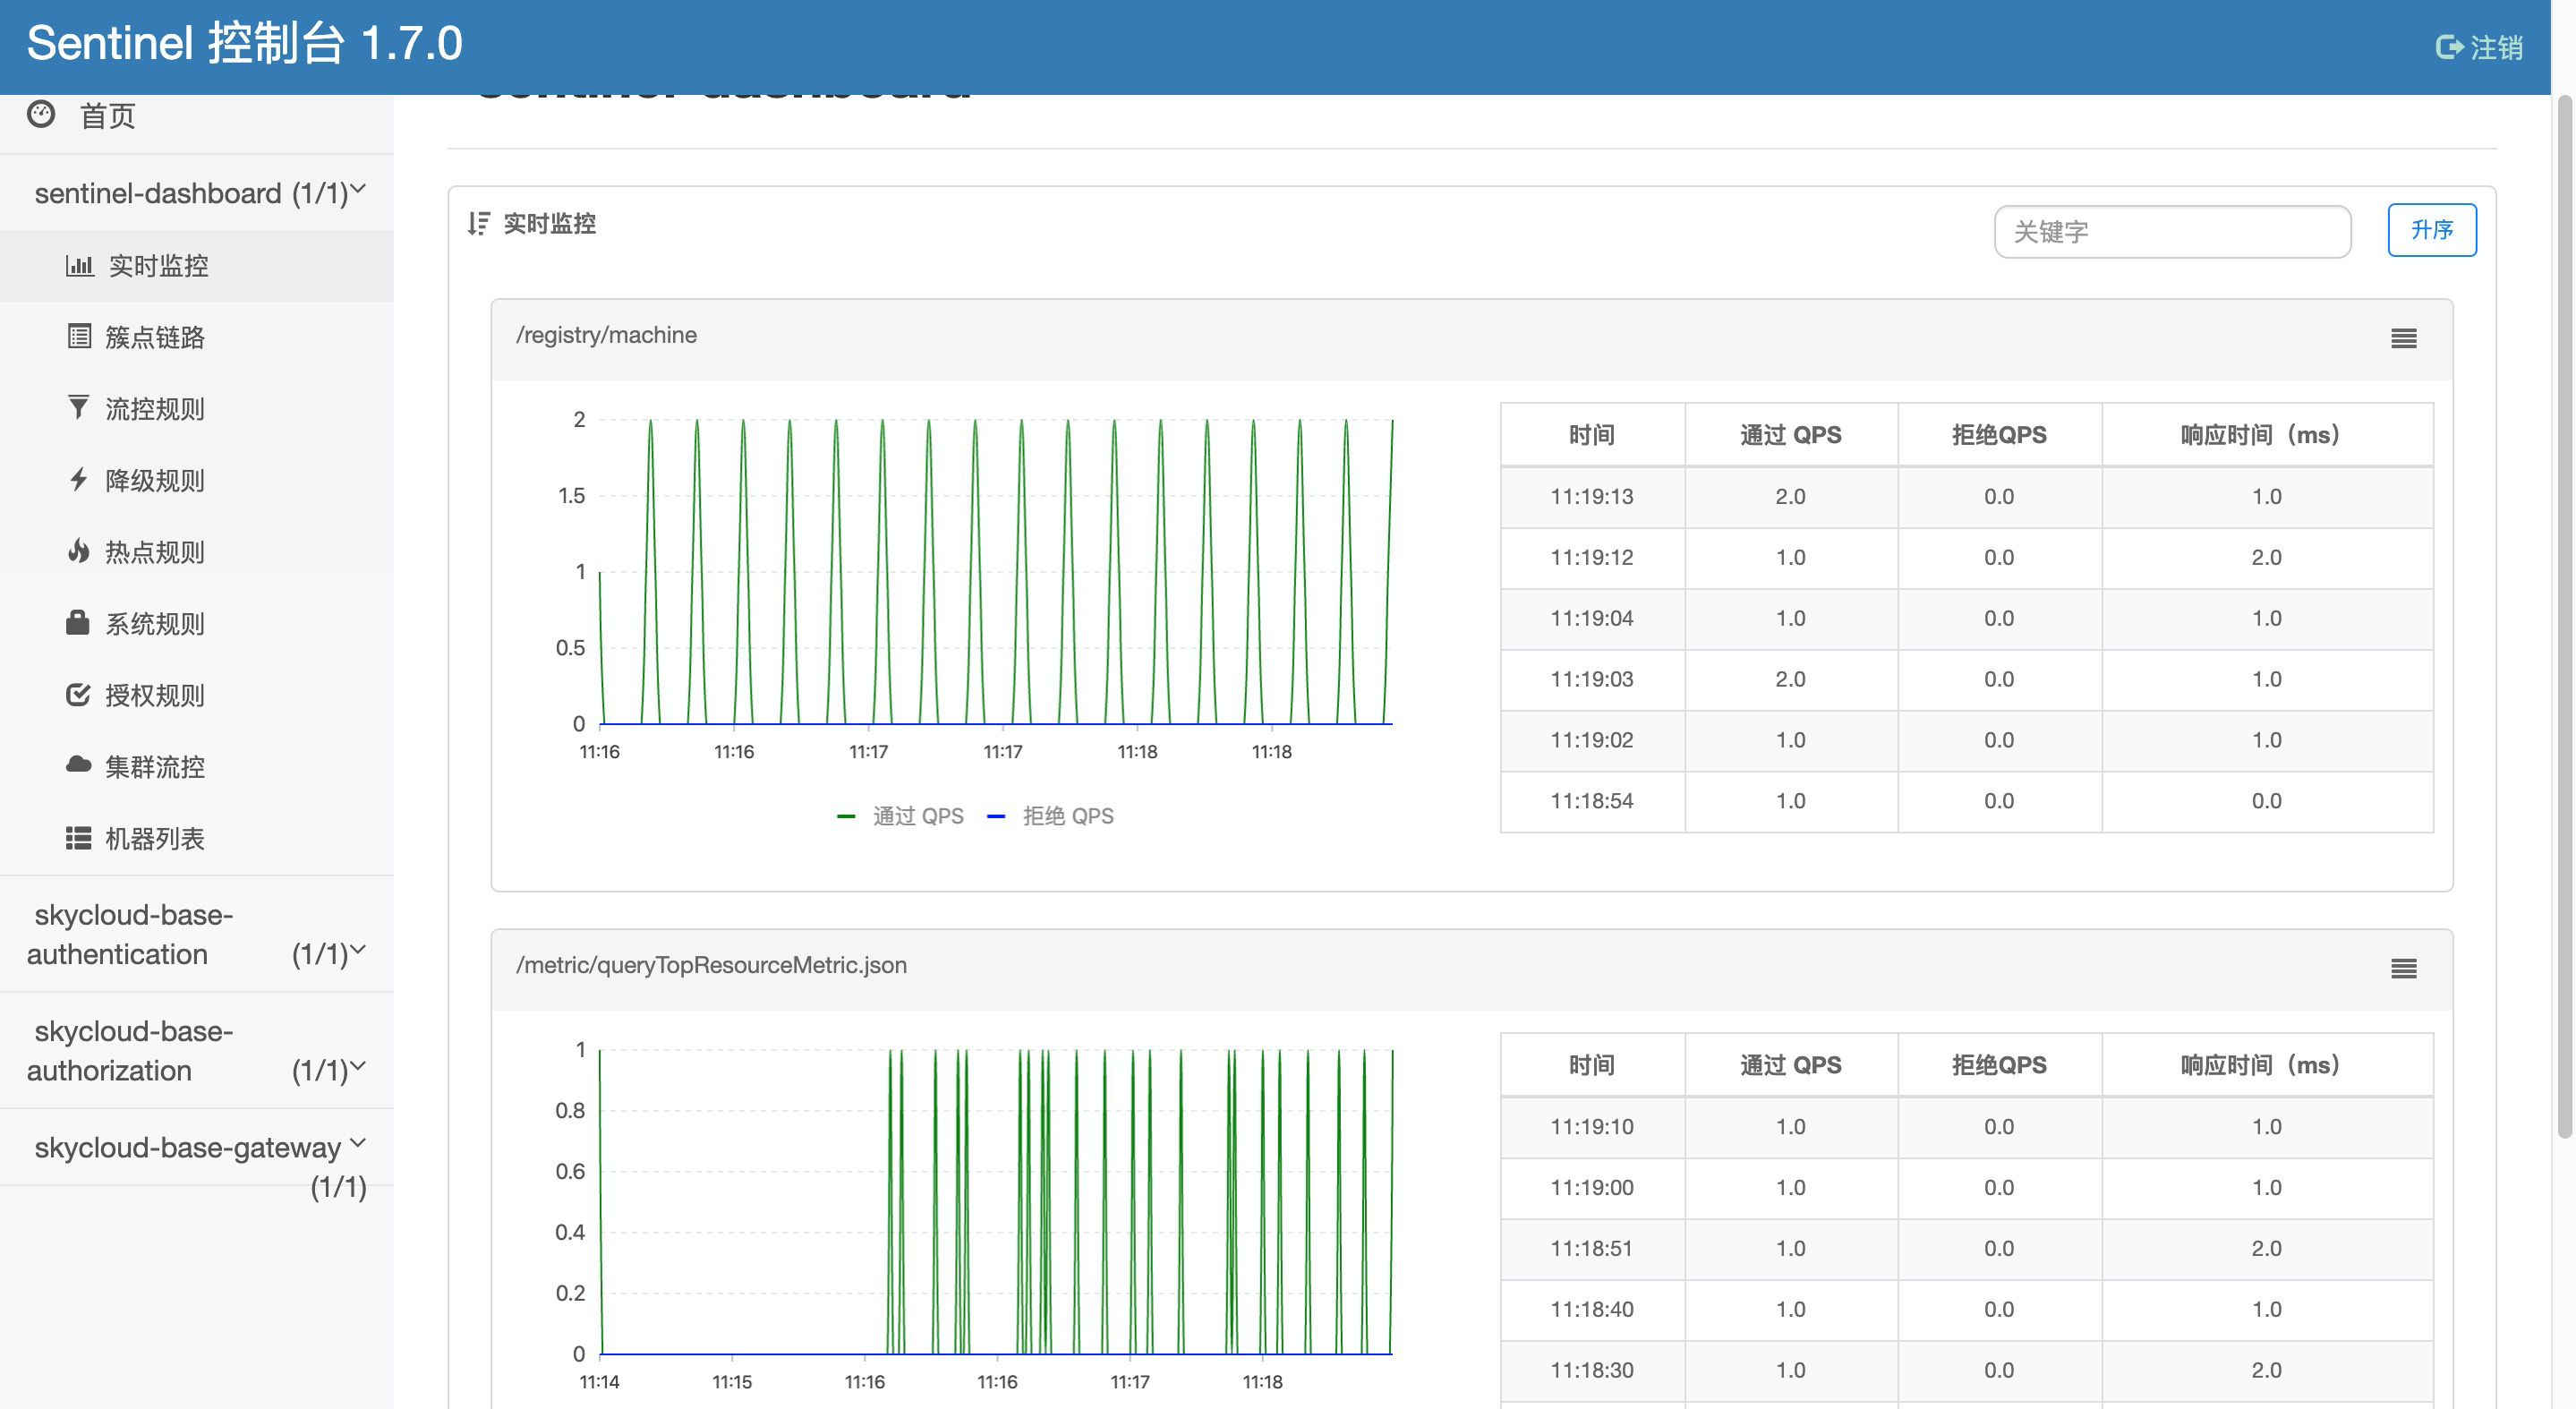 Sentinel 控制台 1.7.0
注销
sentinel-dashboard
首页
sentinel-dashboard (1/1)
实时监控
簇点链路
流控规则
降级规则
热点规则
系统规则
授权规则
集群流控
机器列表
skycloud-base-
authentication (1/1)
skycloud-base-
authorization (1/1)
skycloud-base-gateway
(1/1)
实时监控
关键字
升序
/registry/machine
2
1.5
1
0.5
0
11:16 11:16 11:17 11:17 11:18 11:18
通过 QPS 拒绝 QPS
时间 通过 QPS 拒绝QPS 响应时间（ms）
11:19:13 2.0 0.0 1.0
11:19:12 1.0 0.0 2.0
11:19:04 1.0 0.0 1.0
11:19:03 2.0 0.0 1.0
11:19:02 1.0 0.0 1.0
11:18:54 1.0 0.0 0.0
/metric/queryTopResourceMetric.json
1
0.8
0.6
0.4
0.2
0
11:14 11:15 11:16 11:16 11:17 11:18
时间 通过 QPS 拒绝QPS 响应时间（ms）
11:19:10 1.0 0.0 1.0
11:19:00 1.0 0.0 1.0
11:18:51 1.0 0.0 2.0
11:18:40 1.0 0.0 1.0
11:18:30 1.0 0.0 2.0